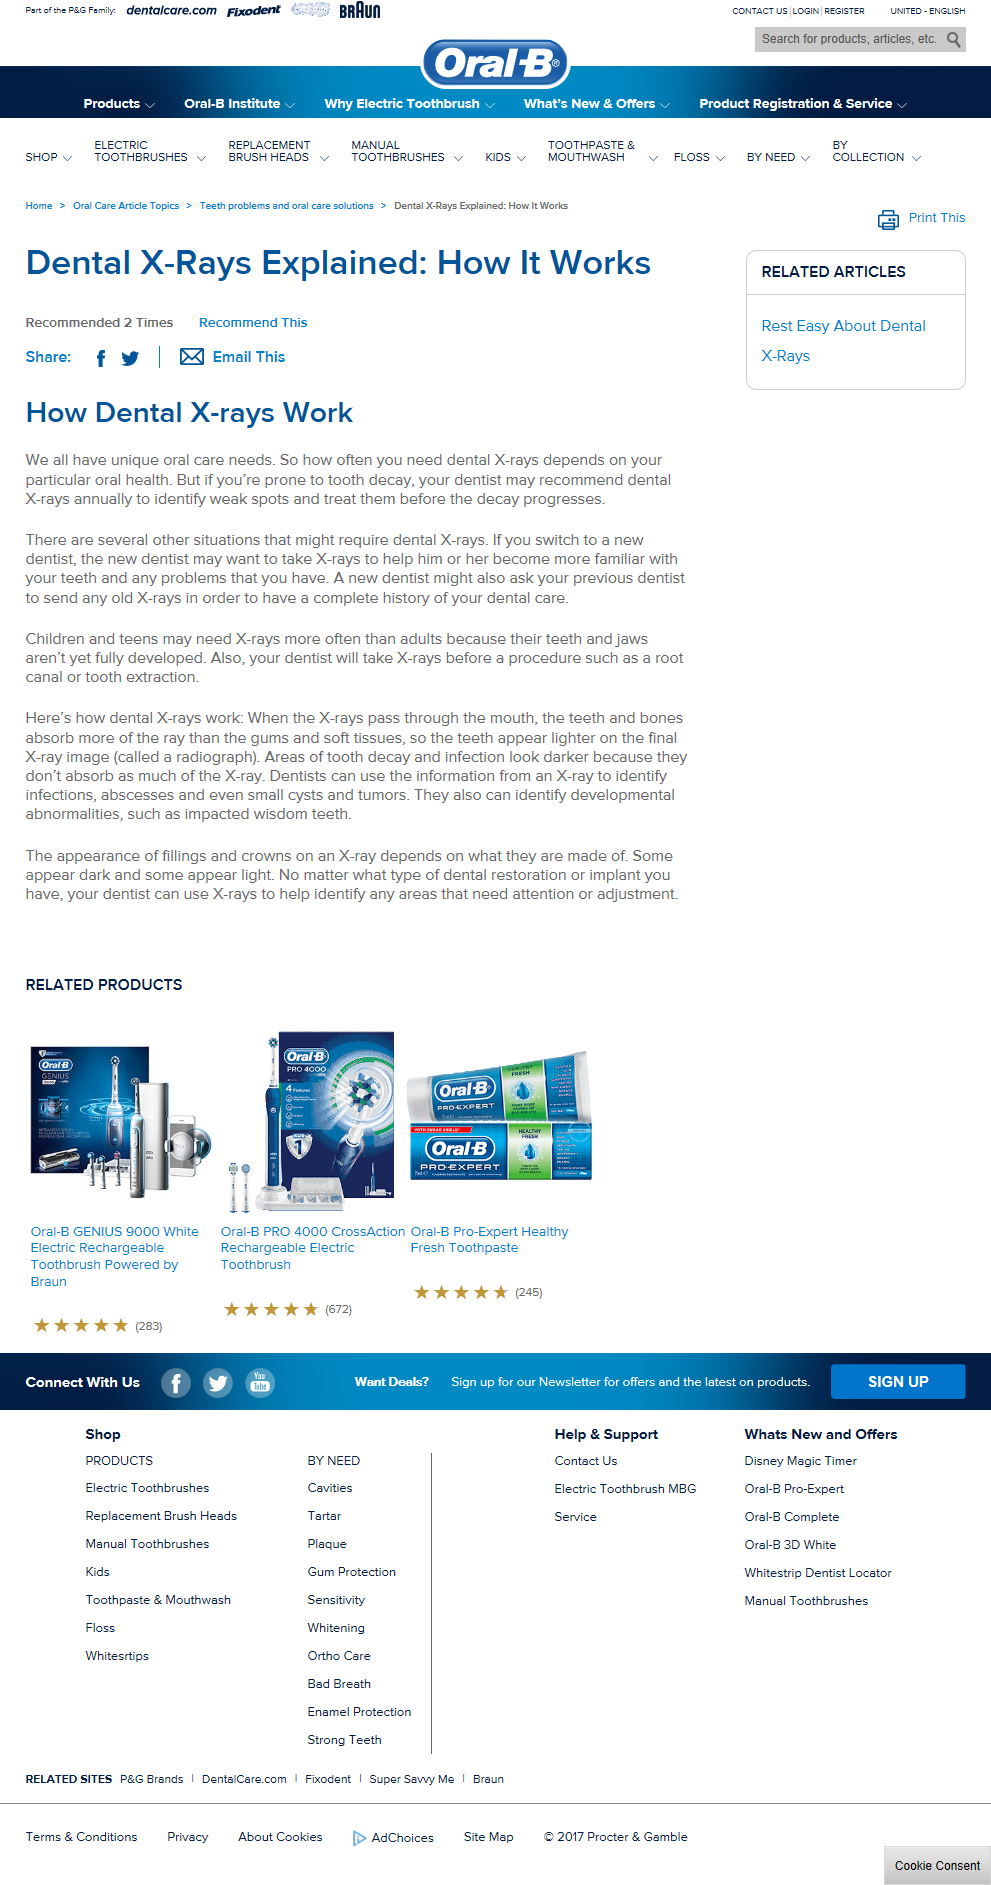 Part of the P&G Family: dentalcare.com Fixodent BRAUN
CONTACT US LOGIN REGISTER UNITED - ENGLISH
Search for products, articles, etc.
Oral-B®
Products Oral-B Institute Why Electric Toothbrush What's New & Offers Product Registration & Service
SHOP
ELECTRIC
TOOTHBRUSHES
REPLACEMENT
BRUSH HEADS
MANUAL
TOOTHBRUSHES
KIDS
TOOTHPASTE &
MOUTHWASH
FLOSS
BY NEED
BY
COLLECTION
Home > Oral Care Article Topics > Teeth problems and oral care solutions > Dental X-Rays Explained: How It Works
Print This
Dental X-Rays Explained: How It Works
Recommended 2 Times Recommend This
Share: Email This
RELATED ARTICLES
Rest Easy About Dental
X-Rays
How Dental X-rays Work
We all have unique oral care needs. So how often you need dental X-rays depends on your
particular oral health. But if you're prone to tooth decay, your dentist may recommend dental
X-rays annually to identify weak spots and treat them before the decay progresses.
There are several other situations that might require dental X-rays. If you switch to a new
dentist, the new dentist may want to take X-rays to help him or her become more familiar with
your teeth and any problems that you have. A new dentist might also ask your previous dentist
to send any old X-rays in order to have a complete history of your dental care.
Children and teens may need X-rays more often than adults because their teeth and jaws
aren't yet fully developed. Also, your dentist will take X-rays before a procedure such as a root
canal or tooth extraction.
Here's how dental X-rays work: When the X-rays pass through the mouth, the teeth and bones
absorb more of the ray than the gums and soft tissues, so the teeth appear lighter on the final
X-ray image (called a radiograph). Areas of tooth decay and infection look darker because they
don't absorb as much of the X-ray. Dentists can use the information from an X-ray to identify
infections, abscesses and even small cysts and tumors. They also can identify developmental
abnormalities, such as impacted wisdom teeth.
The appearance of fillings and crowns on an X-ray depends on what they are made of. Some
appear dark and some appear light. No matter what type of dental restoration or implant you
have, your dentist can use X-rays to help identify any areas that need attention or adjustment.
RELATED PRODUCTS
Oral-B
GENIUS
Oral-B
PRO 4000
4 Features
1
Oral-B
PRO-EXPERT
HEALTHY
FRESH
Oral-B
PRO-EXPERT
HEALTHY
FRESH
Oral-B GENIUS 9000 White
Electric Rechargeable
Toothbrush Powered by
Braun
(283)
Oral-B PRO 4000 CrossAction
Rechargeable Electric
Toothbrush
(672)
Oral-B Pro-Expert Healthy
Fresh Toothpaste
(245)
Connect With Us
You
Tube
Want Deals? Sign up for our Newsletter for offers and the latest on products. SIGN UP
Shop
PRODUCTS
Electric Toothbrushes
Replacement Brush Heads
Manual Toothbrushes
Kids
Toothpaste & Mouthwash
Floss
Whitesrtips
BY NEED
Cavities
Tartar
Plaque
Gum Protection
Sensitivity
Whitening
Ortho Care
Bad Breath
Enamel Protection
Strong Teeth
Help & Support
Contact Us
Electric Toothbrush MBG
Service
Whats New and Offers
Disney Magic Timer
Oral-B Pro-Expert
Oral-B Complete
Oral-B 3D White
Whitestrip Dentist Locator
Manual Toothbrushes
RELATED SITES P&G Brands | DentalCare.com | Fixodent | Super Savvy Me | Braun
Terms & Conditions Privacy About Cookies AdChoices Site Map © 2017 Procter & Gamble
Cookie Consent